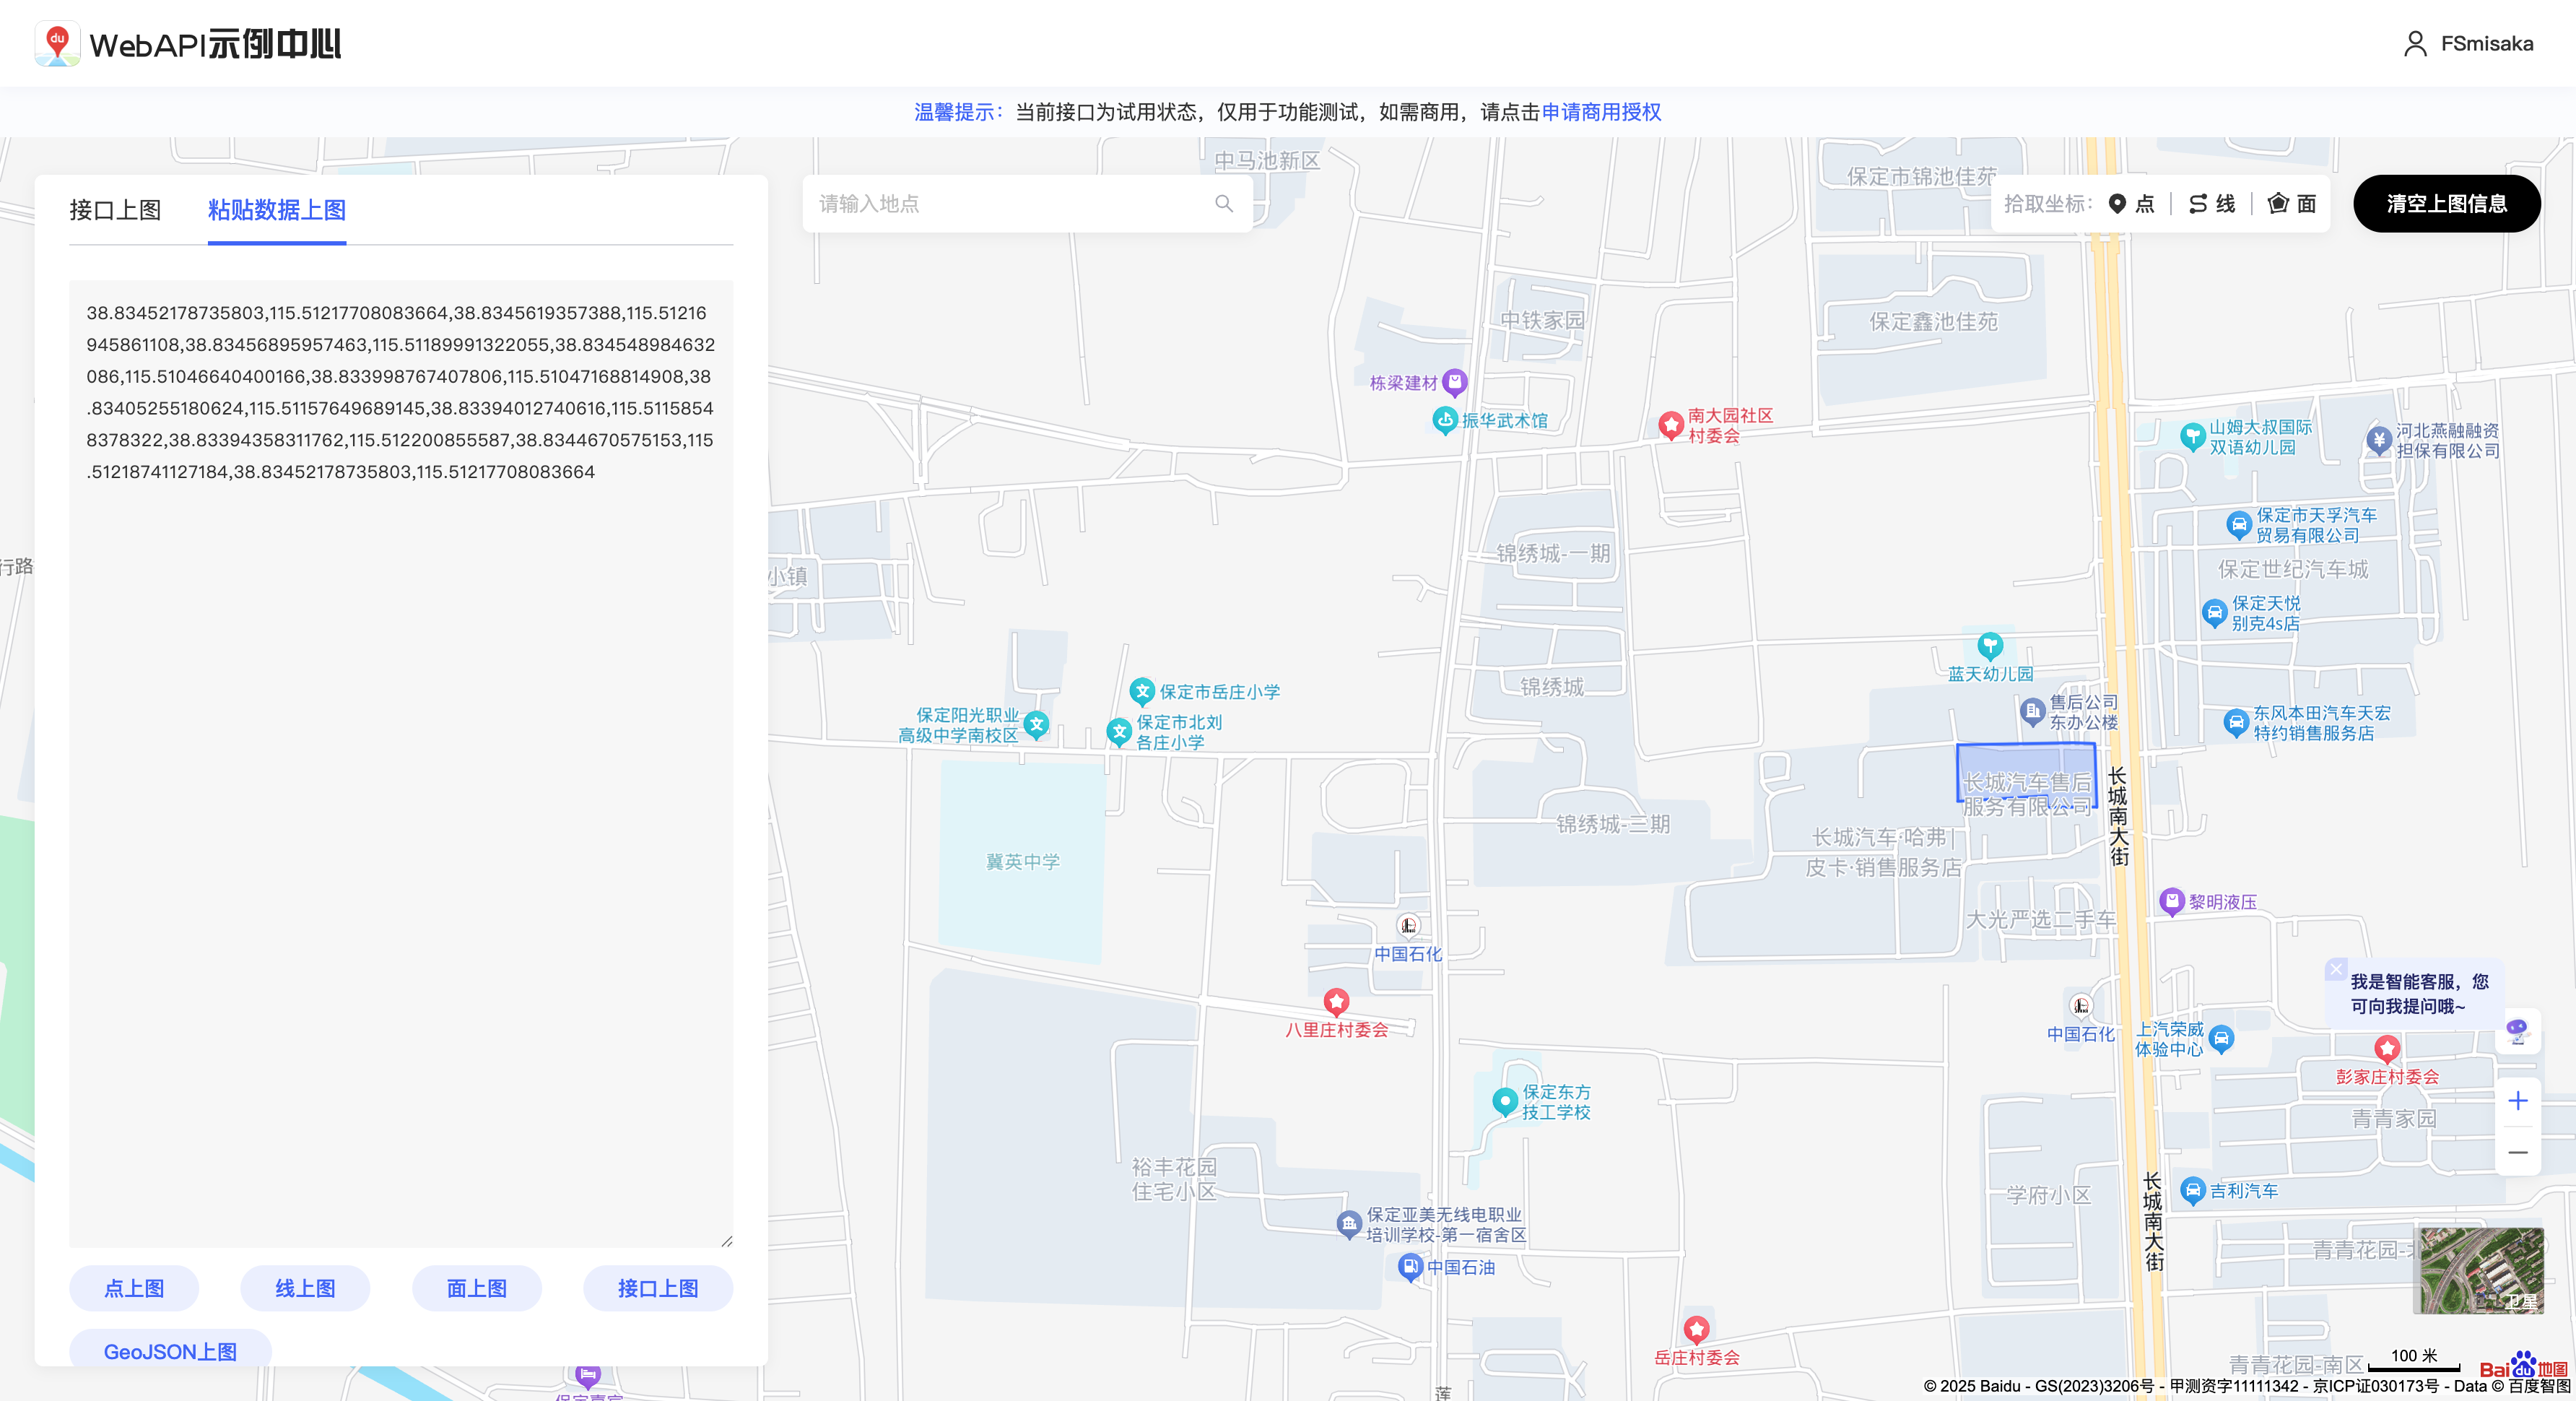 du WebAPI示例中心
FSmisaka
温馨提示：当前接口为试用状态，仅用于功能测试，如需商用，请点击申请商用授权
接口上图
粘贴数据上图
38.83452178735803,115.51217708083664,38.8345619357388,115.51216
945861108,38.83456895957463,115.51189991322055,38.834548984632
086,115.51046640400166,38.833998767407806,115.51047168814908,38
.83405255180624,115.51157649689145,38.83394012740616,115.5115854
8378322,38.83394358311762,115.512200855587,38.8344670575153,115
.51218741127184,38.83452178735803,115.51217708083664
点上图
线上图
面上图
接口上图
GeoJSON上图
请输入地点
拾取坐标：
点
线
面
清空上图信息
中马池新区
保定市锦池佳苑
中铁家园
保定鑫池佳苑
栋梁建材
振华武术馆
南大园社区
村委会
山姆大叔国际
双语幼儿园
河北燕融融资
担保有限公司
保定市天孚汽车
贸易有限公司
保定世纪汽车城
锦绣城-一期
行路
小镇
保定天悦
别克4s店
蓝天幼儿园
锦绣城
保定市岳庄小学
保定阳光职业
高级中学南校区
保定市北刘
各庄小学
售后公司
东办公楼
东风本田汽车天宏
特约销售服务店
长城汽车售后
服务有限公司
长城南大街
锦绣城-三期
长城汽车·哈弗|
皮卡·销售服务店
冀英中学
大光严选二手车
黎明液压
中国石化
我是智能客服，您
可向我提问哦~
八里庄村委会
中国石化
上汽荣威
体验中心
彭家庄村委会
保定东方
技工学校
青青家园
裕丰花园
住宅小区
学府小区
长城南大街
吉利汽车
保定亚美无线电职业
培训学校-第一宿舍区
青青花园-北
中国石油
卫星
岳庄村委会
青青花园-南区
100 米
Bai du 地图
莲
© 2025 Baidu - GS(2023)3206号 - 甲测资字11111342 - 京ICP证030173号 - Data © 百度智图